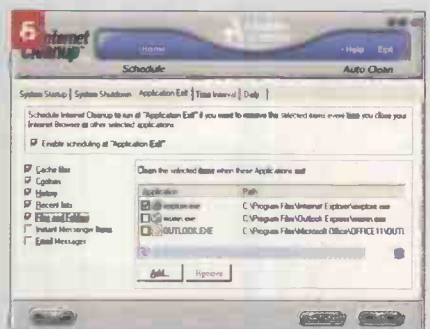 6
Internet
Cleanup
Home
Help Exit
Schedule
Auto Clean
System Startup | System Shutdown | Application Exit | Time Interval | Daily
Schedule Internet Cleanup to run at "Application Exit" if you want to remove the selected items every time you close your
Internet Browser or other selected applications.
Enable scheduling at "Application Exit"
Cache files
Cookies
History
Recent lists
Files and Folders
Instant Messenger Items
Email Messages
Clean the selected items when these Applications exit
Application Path
iexplore.exe C:\Program Files\Internet Explorer\iexplore.exe
msimn.exe C:\Program Files\Outlook Express\msimn.exe
OUTLOOK.EXE C:\Program Files\Microsoft Office\OFFICE11\OUTL
Add... Remove